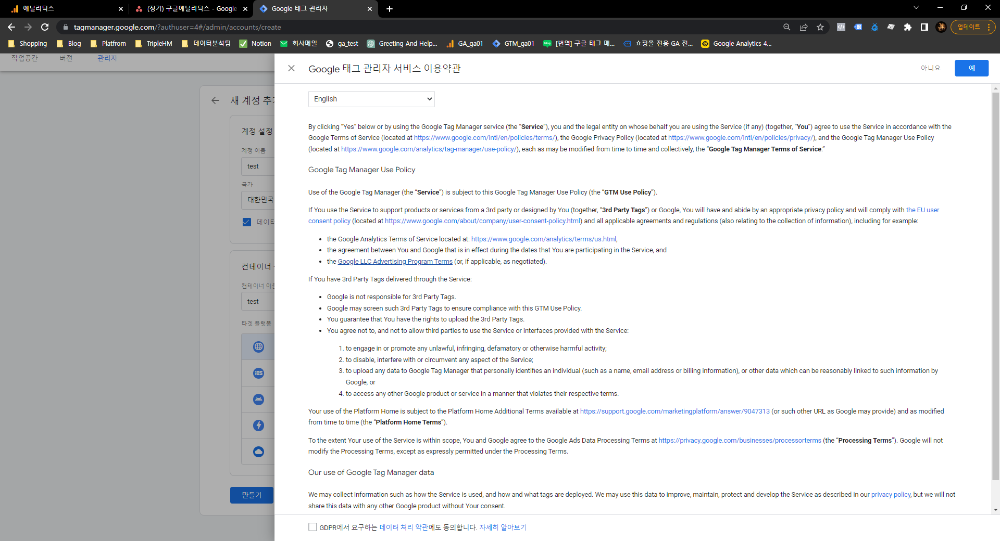 애널리틱스
(정기) 구글애널리틱스 - Google
Google 태그 관리자
tagmanager.google.com/?authuser=4#/admin/accounts/create
업데이트
Shopping
Blog
Platfrom
TripleHM
데이터분석팀
Notion
회사메일
ga_test
Greeting And Help...
GA_ga01
GTM_ga01
[번역] 구글 태그 매...
쇼핑몰 전용 GA 전...
Google Analytics 4...
작업공간
버전
관리자
새 계정 추가
계정 설정
계정 이름
test
국가
대한민국
데이터
컨테이너
컨테이너 이름
test
타겟 플랫폼
iOS
만들기
Google 태그 관리자 서비스 이용약관
아니요
예
English
By clicking “Yes” below or by using the Google Tag Manager service (the “Service”), you and the legal entity on whose behalf you are using the Service (if any) (together, “You”) agree to use the Service in accordance with the
Google Terms of Service (located at https://www.google.com/intl/en/policies/terms/), the Google Privacy Policy (located at https://www.google.com/intl/en/policies/privacy/), and the Google Tag Manager Use Policy
(located at https://www.google.com/analytics/tag-manager/use-policy/), each as may be modified from time to time and collectively, the “Google Tag Manager Terms of Service.”
Google Tag Manager Use Policy
Use of the Google Tag Manager (the “Service”) is subject to this Google Tag Manager Use Policy (the “GTM Use Policy”).
If You use the Service to support products or services from a 3rd party or designed by You (together, “3rd Party Tags”) or Google, You will have and abide by an appropriate privacy policy and will comply with the EU user
consent policy (located at https://www.google.com/about/company/user-consent-policy.html) and all applicable agreements and regulations (also relating to the collection of information), including for example:
• the Google Analytics Terms of Service located at: https://www.google.com/analytics/terms/us.html,
• the agreement between You and Google that is in effect during the dates that You are participating in the Service, and
• the Google LLC Advertising Program Terms (or, if applicable, as negotiated).
If You have 3rd Party Tags delivered through the Service:
• Google is not responsible for 3rd Party Tags.
• Google may screen such 3rd Party Tags to ensure compliance with this GTM Use Policy.
• You guarantee that You have the rights to upload the 3rd Party Tags.
• You agree not to, and not to allow third parties to use the Service or interfaces provided with the Service:
1. to engage in or promote any unlawful, infringing, defamatory or otherwise harmful activity;
2. to disable, interfere with or circumvent any aspect of the Service;
3. to upload any data to Google Tag Manager that personally identifies an individual (such as a name, email address or billing information), or other data which can be reasonably linked to such information by
Google, or
4. to access any other Google product or service in a manner that violates their respective terms.
Your use of the Platform Home is subject to the Platform Home Additional Terms available at https://support.google.com/marketingplatform/answer/9047313 (or such other URL as Google may provide) and as modified
from time to time (the “Platform Home Terms”).
To the extent Your use of the Service is within scope, You and Google agree to the Google Ads Data Processing Terms at https://privacy.google.com/businesses/processorterms (the “Processing Terms”). Google will not
modify the Processing Terms, except as expressly permitted under the Processing Terms.
Our use of Google Tag Manager data
We may collect information such as how the Service is used, and how and what tags are deployed. We may use this data to improve, maintain, protect and develop the Service as described in our privacy policy, but we will not
share this data with any other Google product without Your consent.
GDPR에서 요구하는 데이터 처리 약관에도 동의합니다. 자세히 알아보기